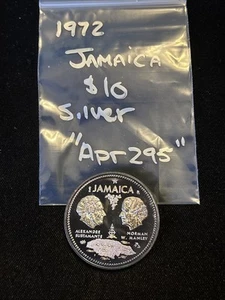 1972
JAMAICA
$10
Silver
"Apr295"
JAMAICA
ALEXANDER
BUSTAMANTE
NORMAN
W. MANLEY